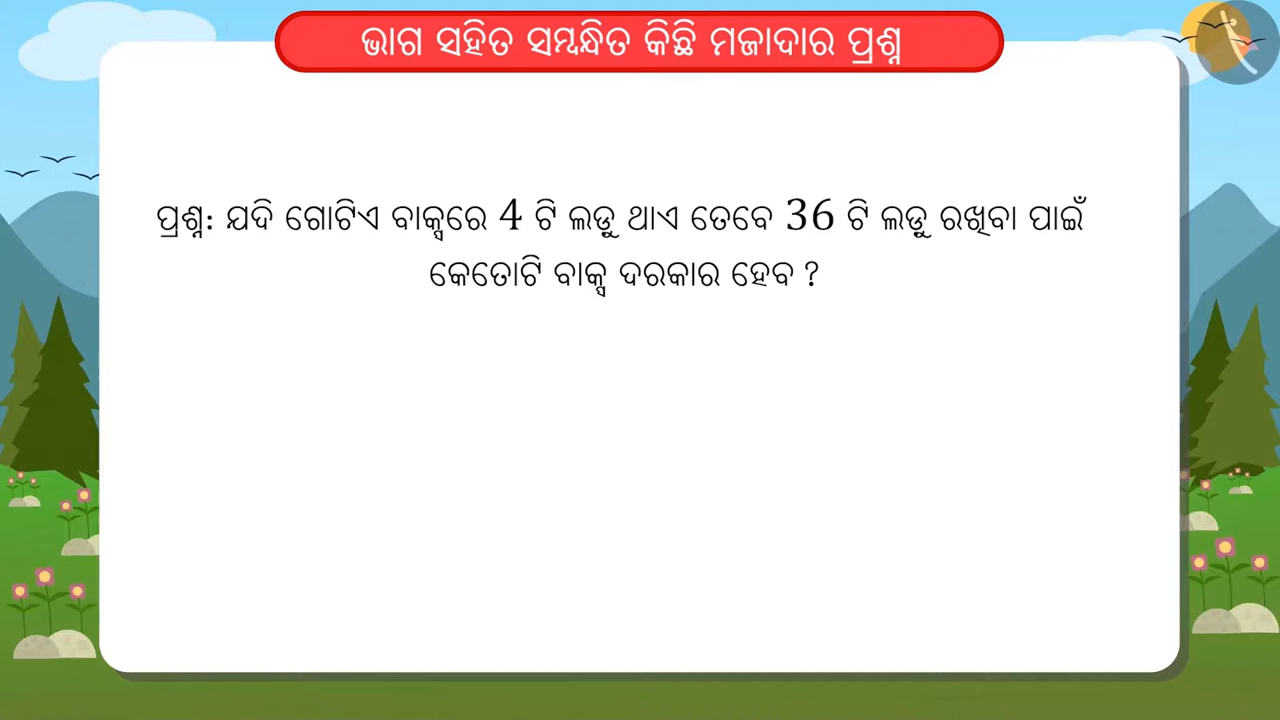 ଭାଗ ସହିତ ସମ୍ବନ୍ଧିତ କିଛି ମଜାଦାର ପ୍ରଶ୍ନ
ପ୍ରଶ୍ନ: ଯଦି ଗୋଟିଏ ବାକ୍ସରେ 4 ଟି ଲଡୁ ଥାଏ ତେବେ 36 ଟି ଲଡୁ ରଖିବା ପାଇଁ
କେତୋଟି ବାକ୍ସ ଦରକାର ହେବ ?